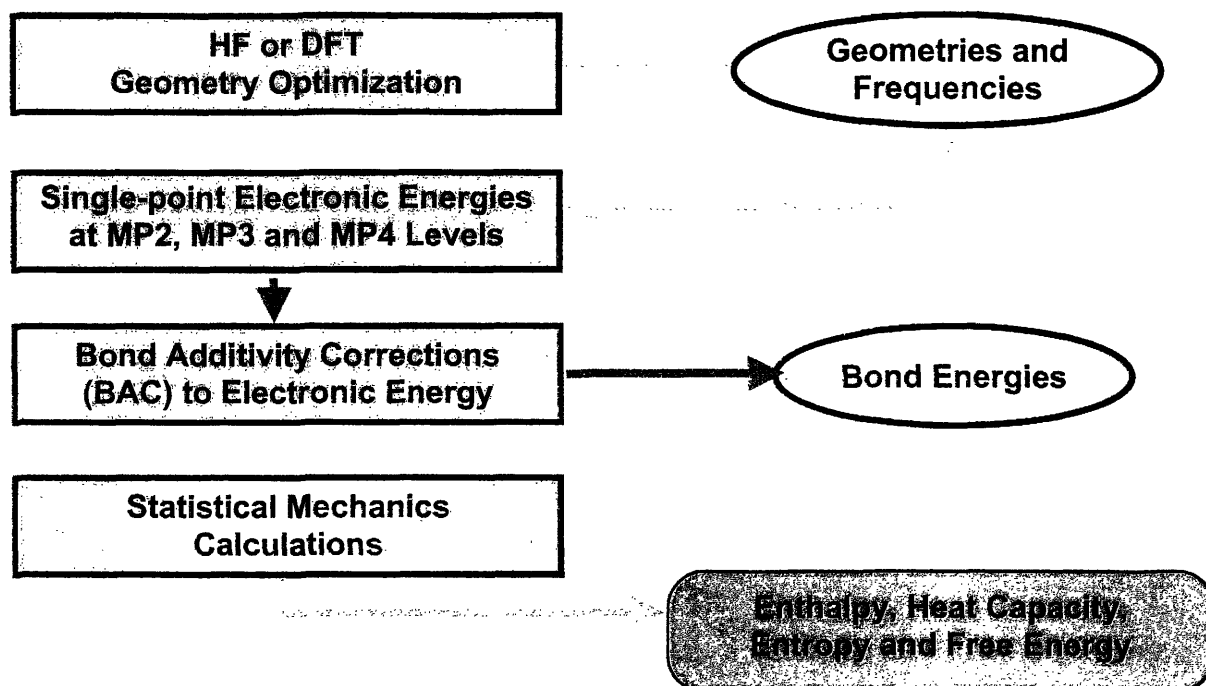 HF or DFT
Geometry Optimization
Geometries and
Frequencies
Single-point Electronic Energies
at MP2, MP3 and MP4 Levels
Bond Additivity Corrections
(BAC) to Electronic Energy
Bond Energies
Statistical Mechanics
Calculations
Enthalpy, Heat Capacity,
Entropy and Free Energy